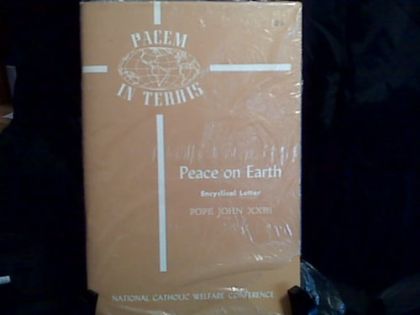 PACEM
IN TERRIS
Peace on Earth
Encyclical Letter
POPE JOHN XXIII
NATIONAL CATHOLIC WELFARE CONFERENCE